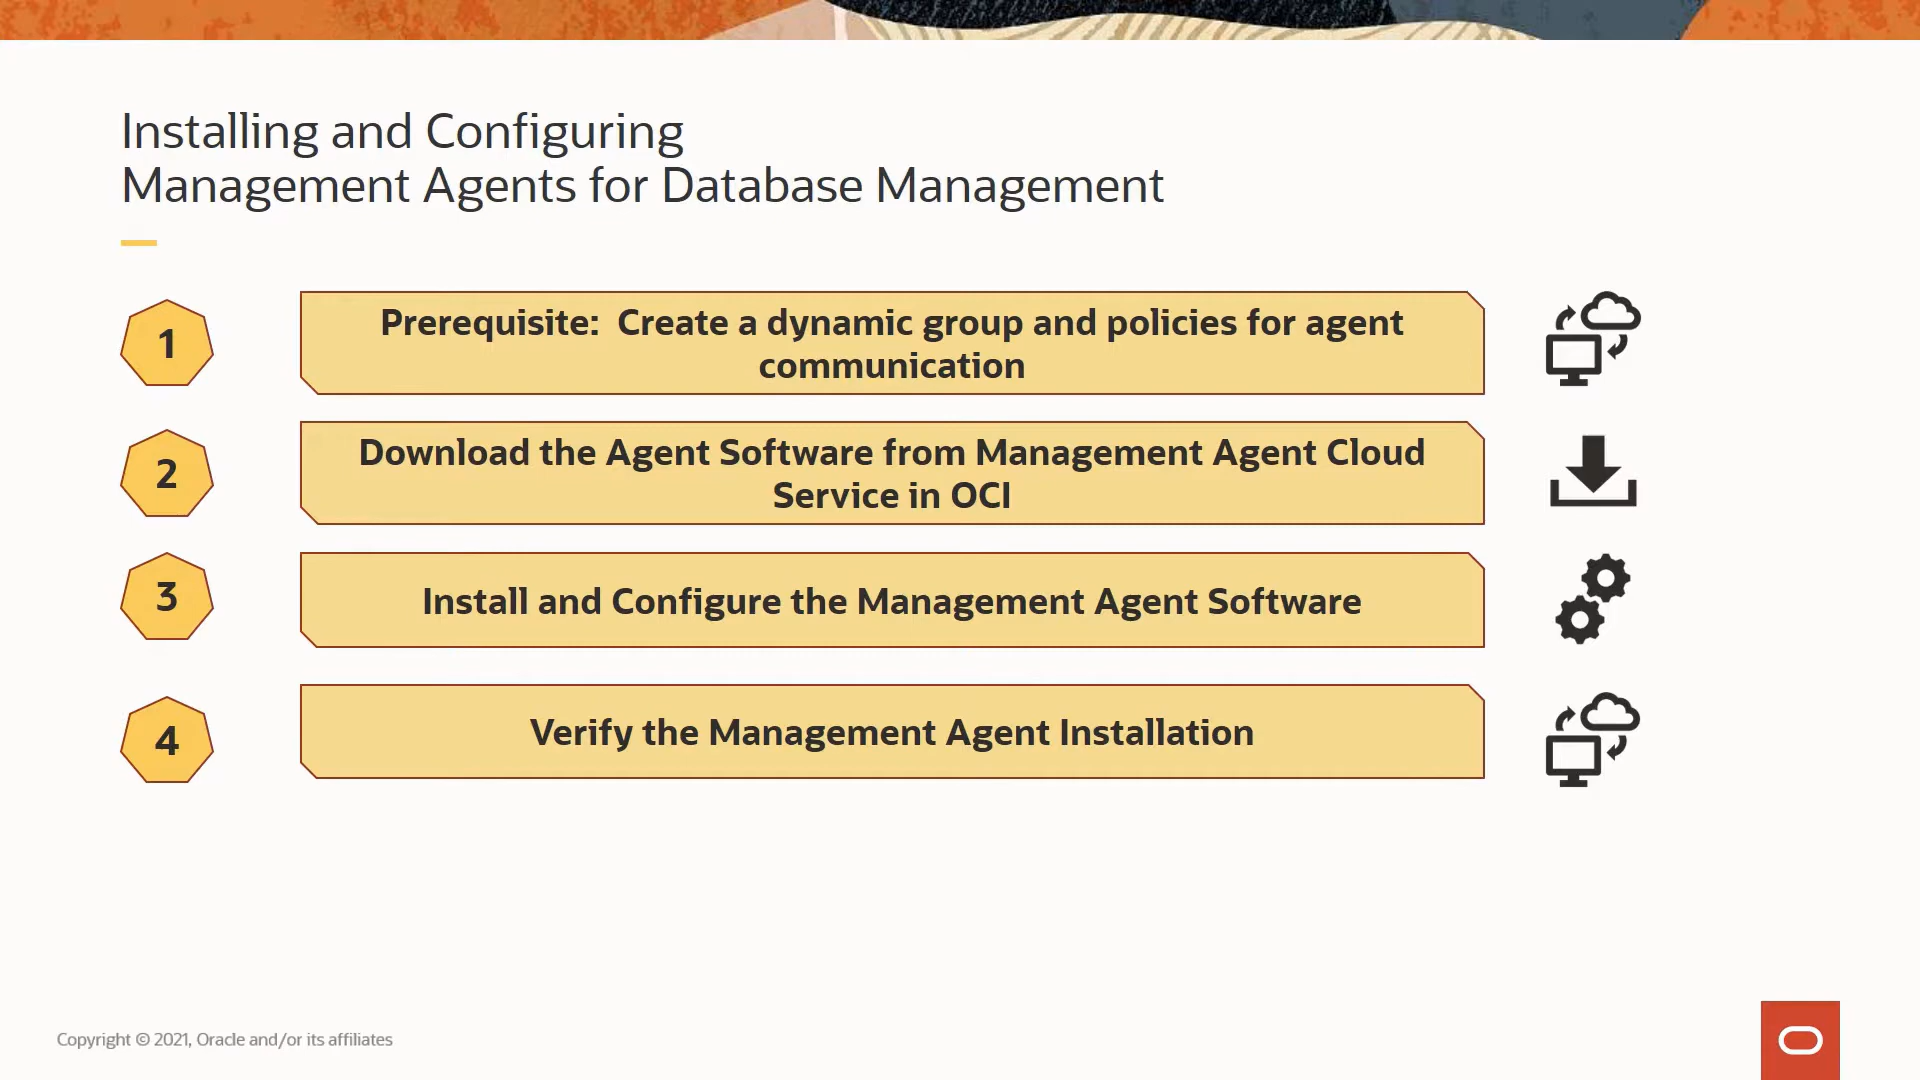 Installing and Configuring
Management Agents for Database Management
1
Prerequisite:  Create a dynamic group and policies for agent
communication
2
Download the Agent Software from Management Agent Cloud
Service in OCI
3
Install and Configure the Management Agent Software
4
Verify the Management Agent Installation
Copyright © 2021, Oracle and/or its affiliates